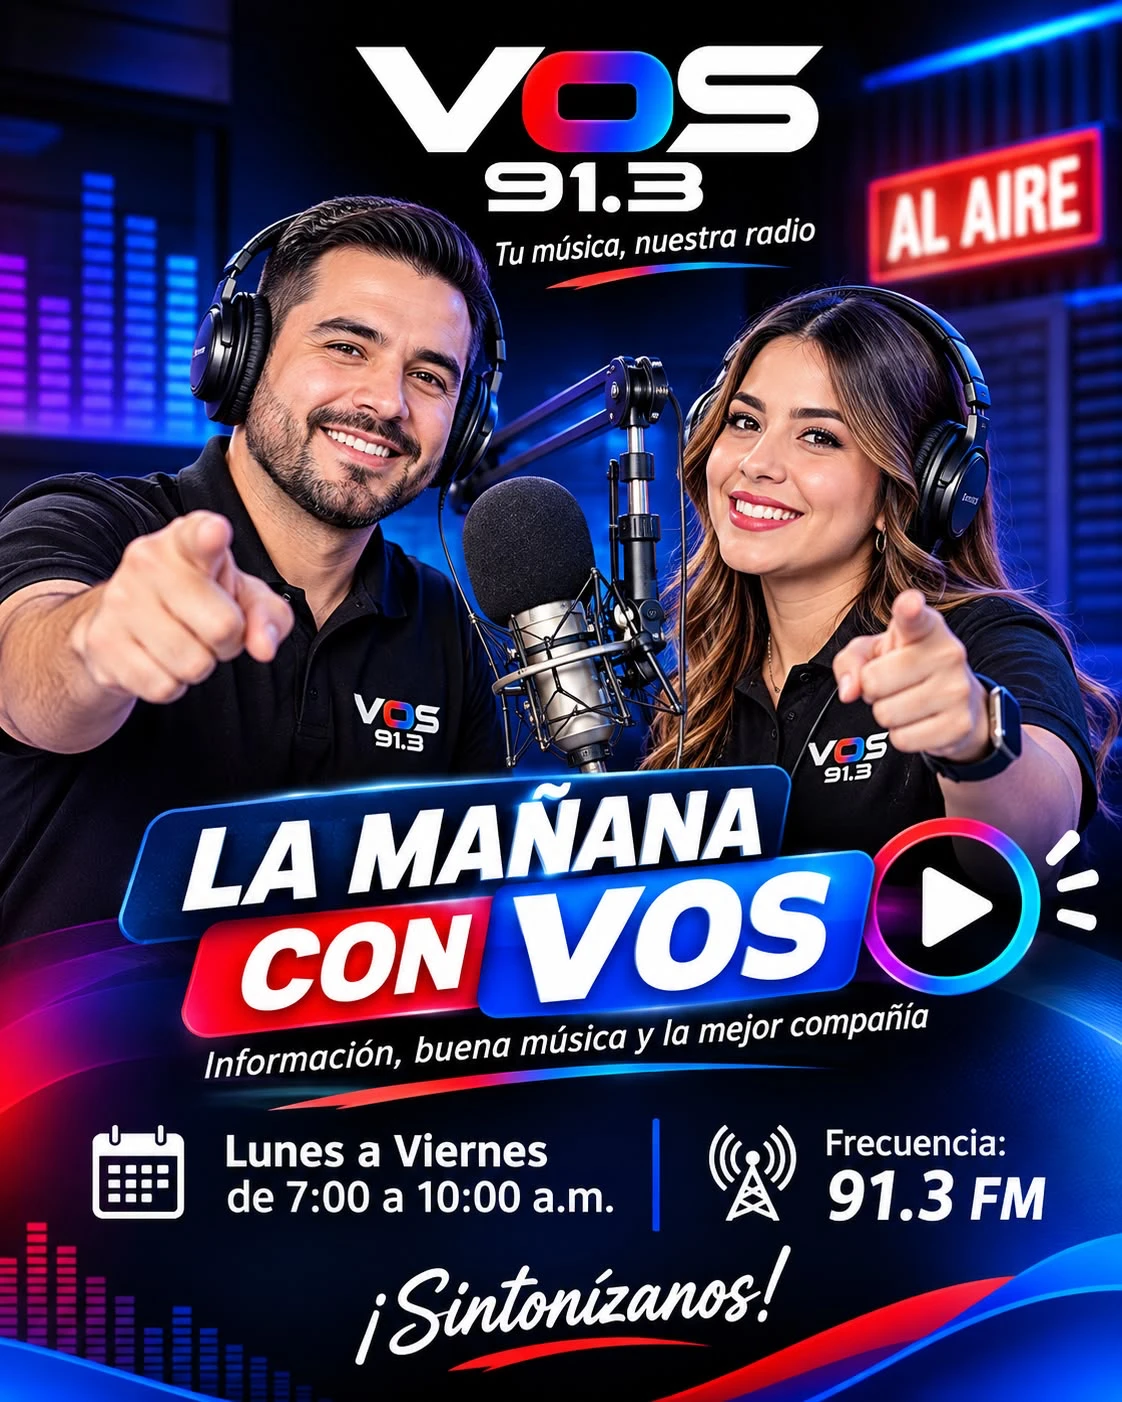 VOS
91.3
Tu música, nuestra radio
AL AIRE
VOS
91.3
VOS
91.3
LA MAÑANA
CON VOS
Información, buena música y la mejor compañía
Lunes a Viernes
de 7:00 a 10:00 a.m.
Frecuencia:
91.3 FM
¡Sintonízanos!